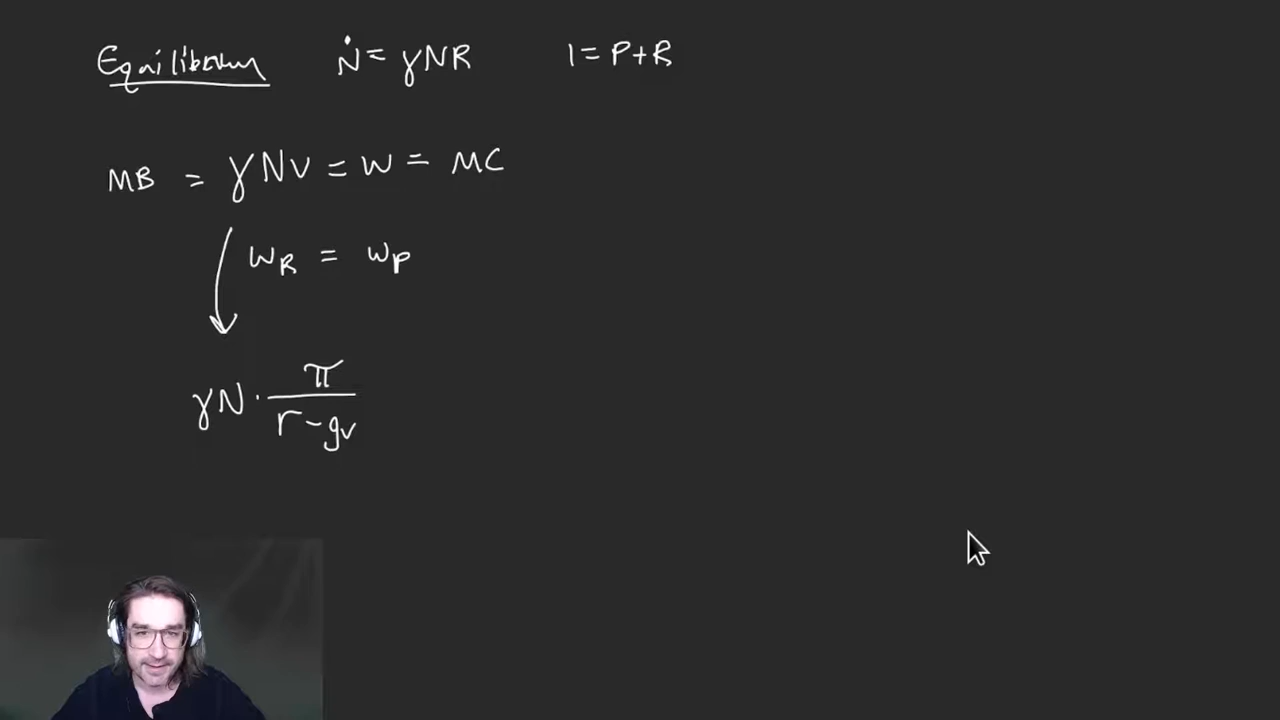 Equilibrium Ṅ = γNR 1 = P+R
MB = γNv = w = MC
w_R = w_P
γN · π / (r - g_v)